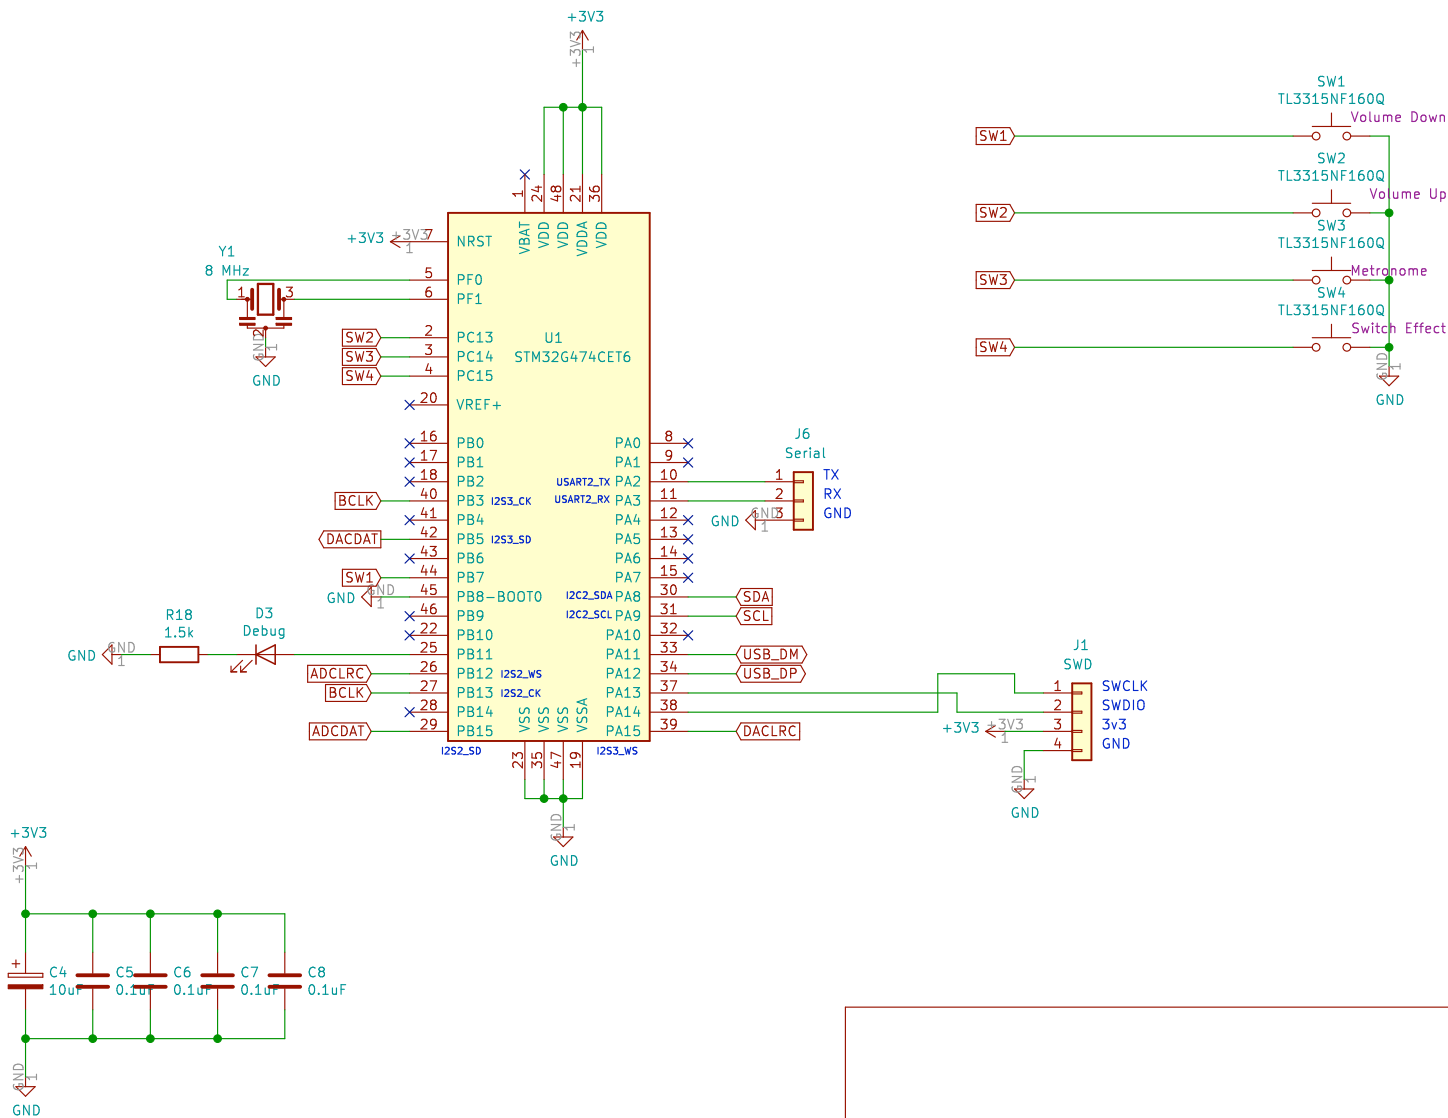 +3V3
+3V3
1
SW1
TL3315NF160Q
Volume Down
SW1
SW2
TL3315NF160Q
Volume Up
SW2
SW3
TL3315NF160Q
Metronome
SW3
SW4
TL3315NF160Q
Switch Effect
SW4
GND
1
GND
1
24
48
21
36
VBAT
VDD
VDD
VDDA
VDD
+3V3
+3V3
1
7
NRST
Y1
8 MHz
1
3
2
GND
1
GND
5
PF0
6
PF1
U1
STM32G474CET6
SW2
2
PC13
SW3
3
PC14
SW4
4
PC15
20
VREF+
16
PB0
17
PB1
18
PB2
BCLK
40
PB3
I2S3_CK
41
PB4
DACDAT
42
PB5
I2S3_SD
43
PB6
SW1
44
PB7
GND
GND
1
45
PB8-BOOT0
46
PB9
22
PB10
R18
1.5k
D3
Debug
GND
GND
1
25
PB11
ADCLRC
26
PB12
I2S2_WS
BCLK
27
PB13
I2S2_CK
28
PB14
ADCDAT
29
PB15
I2S2_SD
PA0
8
PA1
9
USART2_TX
PA2
10
USART2_RX
PA3
11
PA4
12
PA5
13
PA6
14
PA7
15
I2C2_SDA
PA8
30
SDA
I2C2_SCL
PA9
31
SCL
PA10
32
PA11
33
USB_DM
PA12
34
USB_DP
PA13
37
PA14
38
PA15
39
DACLRC
I2S3_WS
J6
Serial
1
TX
2
RX
3
GND
GND
GND
1
J1
SWD
1
SWCLK
2
SWDIO
3
3v3
4
GND
+3V3
+3V3
1
GND
1
GND
VSS
VSS
VSS
VSSA
23
35
47
19
GND
1
GND
+3V3
+3V3
1
+
C4
10uF
C5
0.1uF
C6
0.1uF
C7
0.1uF
C8
0.1uF
GND
1
GND